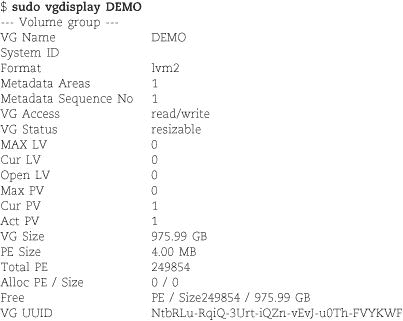 $ sudo vgdisplay DEMO
--- Volume group ---
VG Name DEMO
System ID
Format lvm2
Metadata Areas 1
Metadata Sequence No 1
VG Access read/write
VG Status resizable
MAX LV 0
Cur LV 0
Open LV 0
Max PV 0
Cur PV 1
Act PV 1
VG Size 975.99 GB
PE Size 4.00 MB
Total PE 249854
Alloc PE / Size 0 / 0
Free PE / Size249854 / 975.99 GB
VG UUID NtbRLu-RqiQ-3Urt-iQZn-vEvJ-u0Th-FVYKWF